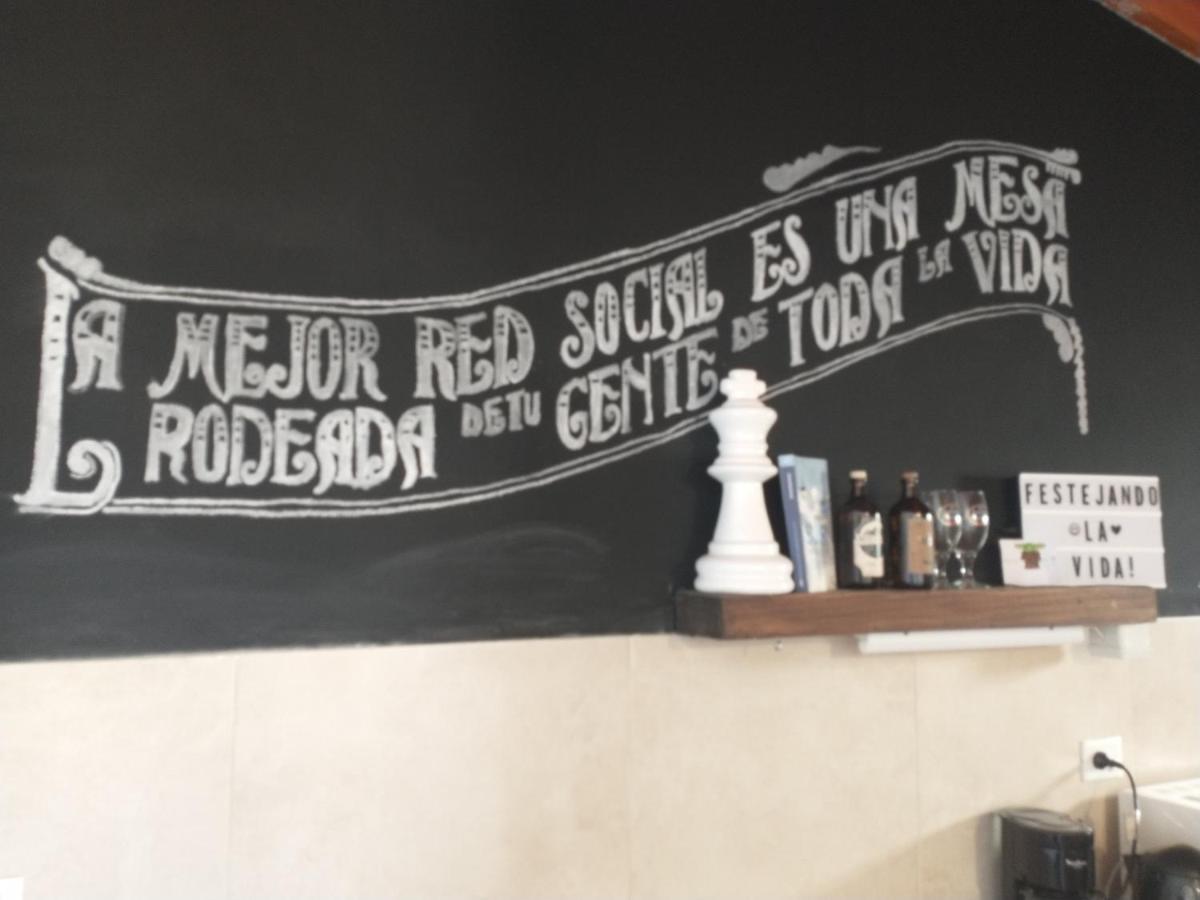 LA MEJOR RED SOCIAL ES UNA MESA
RODEADA DE TU GENTE DE TODA LA VIDA
FESTEJANDO
LA
VIDA!